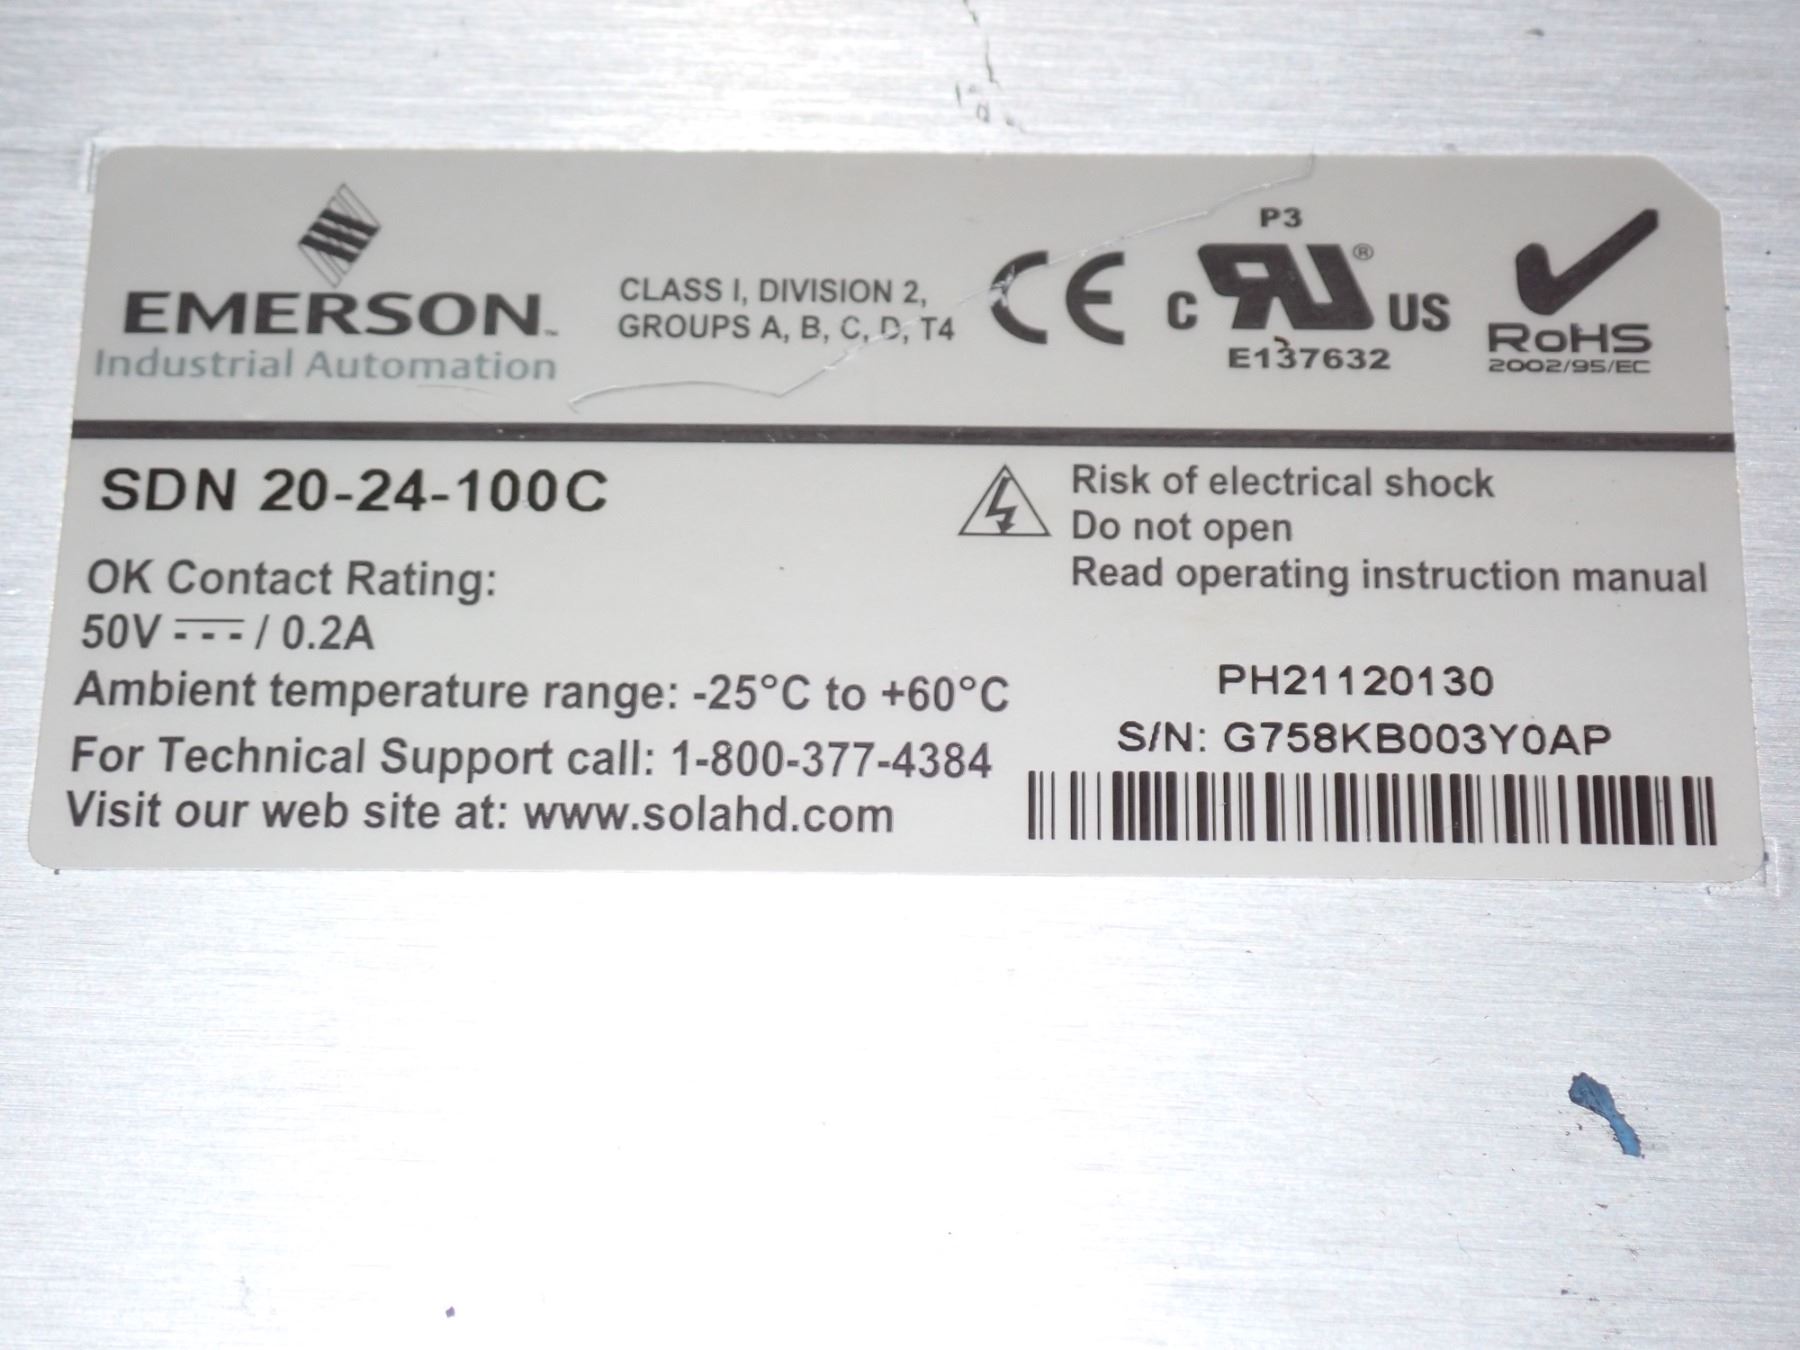 EMERSON™
Industrial Automation
CLASS I, DIVISION 2,
GROUPS A, B, C, D, T4
CE
P3
C RU® US
E137632
RoHS
2002/95/EC
SDN 20-24-100C
Risk of electrical shock
Do not open
Read operating instruction manual
OK Contact Rating:
50V ⎓ / 0.2A
Ambient temperature range: -25°C to +60°C
For Technical Support call: 1-800-377-4384
Visit our web site at: www.solahd.com
PH21120130
S/N: G758KB003Y0AP